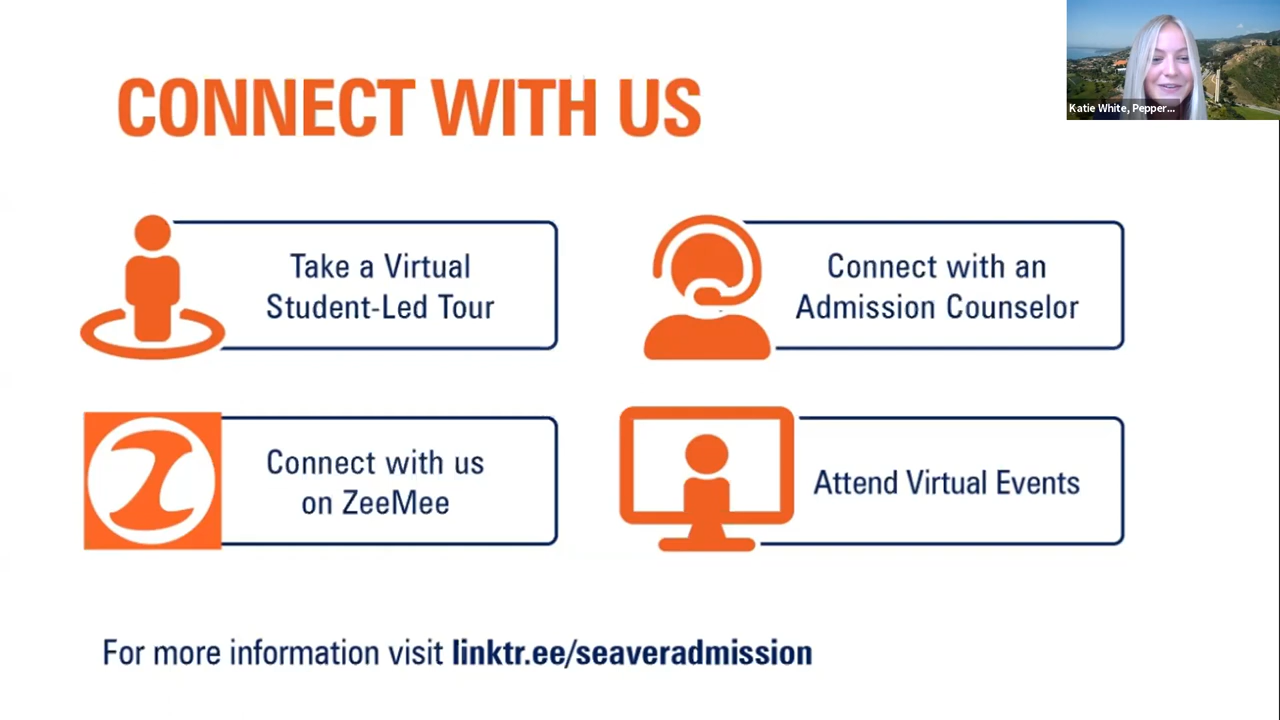 CONNECT WITH US
Katie White, Pepper...
Take a Virtual
Student-Led Tour
Connect with an
Admission Counselor
Connect with us
on ZeeMee
Attend Virtual Events
For more information visit linktr.ee/seaveradmission